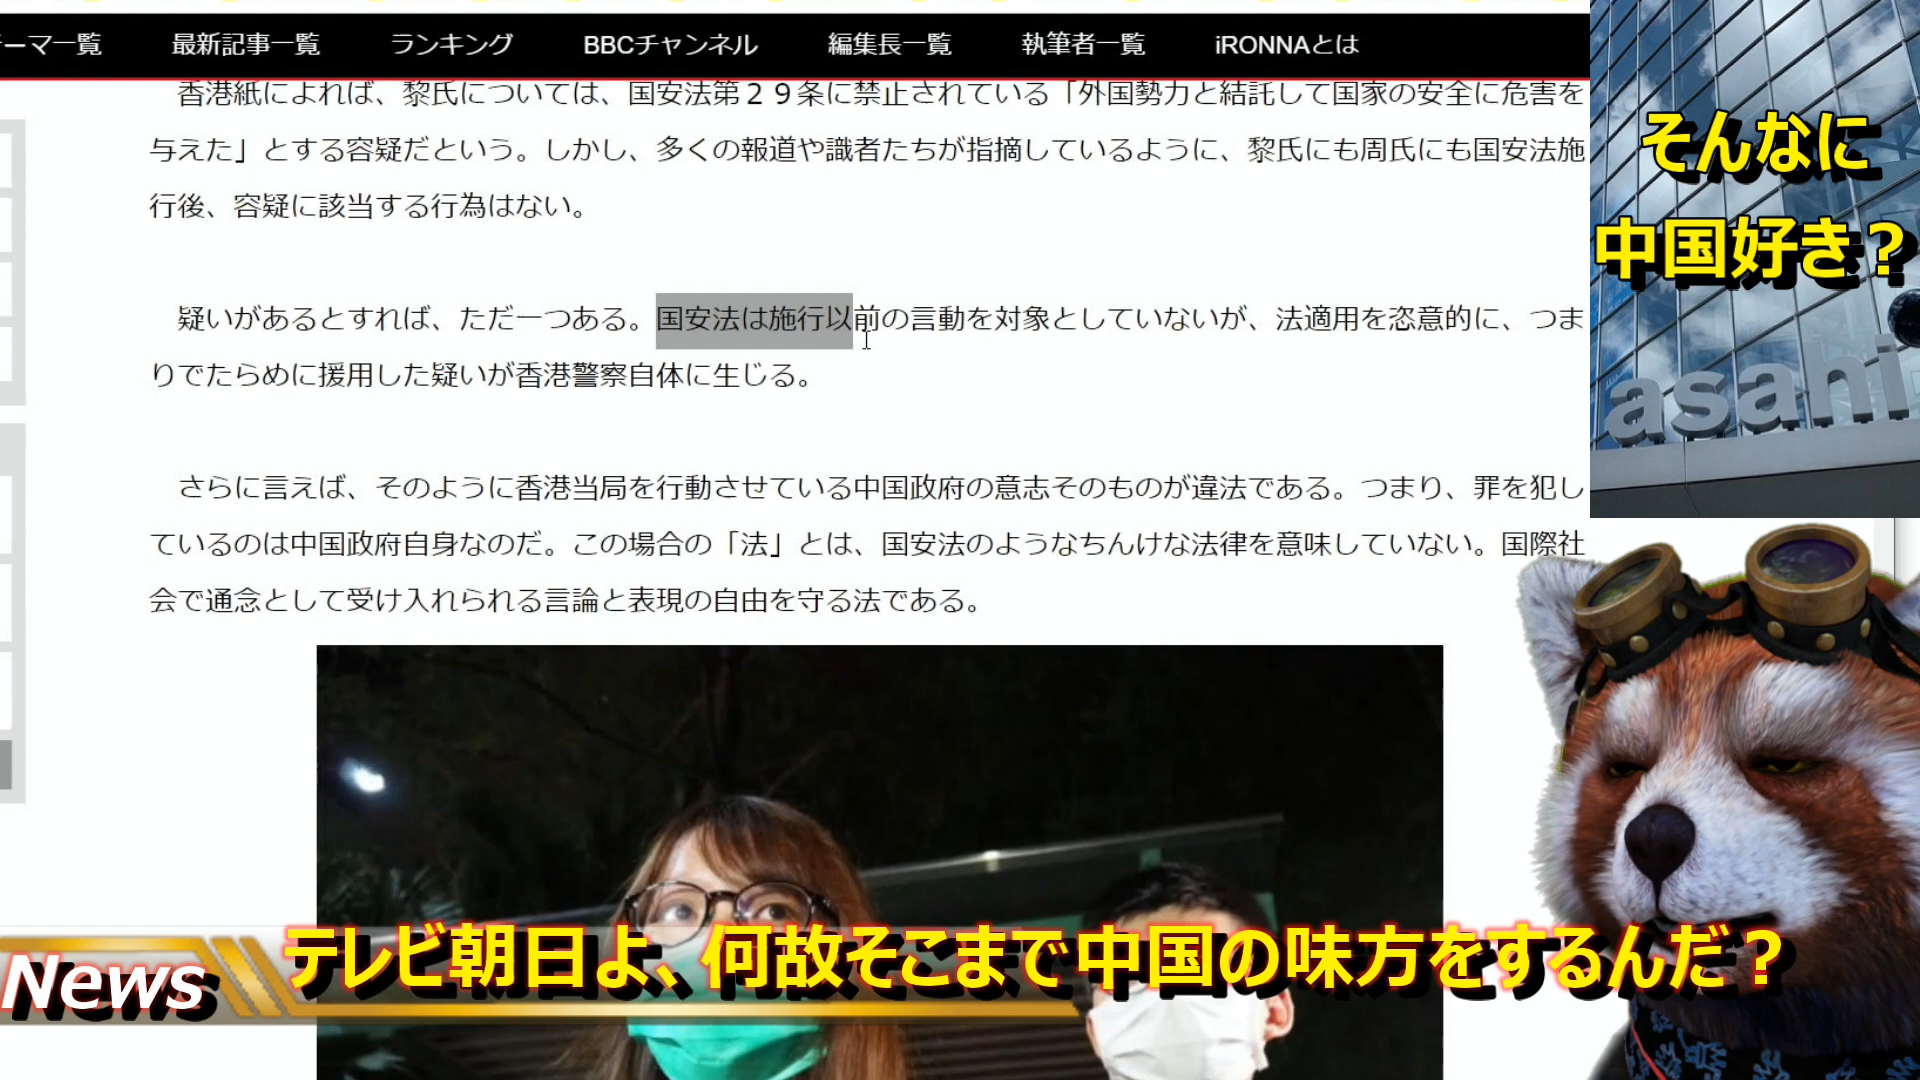 ーマ一覧 最新記事一覧 ランキング BBCチャンネル 編集長一覧 執筆者一覧 iRONNAとは
香港紙によれば、黎氏については、国安法第２９条に禁止されている「外国勢力と結託して国家の安全に危害を
与えた」とする容疑だという。しかし、多くの報道や識者たちが指摘しているように、黎氏にも周氏にも国安法施
行後、容疑に該当する行為はない。
疑いがあるとすれば、ただ一つある。国安法は施行以前の言動を対象としていないが、法適用を恣意的に、つま
りでたらめに援用した疑いが香港警察自体に生じる。
さらに言えば、そのように香港当局を行動させている中国政府の意志そのものが違法である。つまり、罪を犯し
ているのは中国政府自身なのだ。この場合の「法」とは、国安法のようなちんけな法律を意味していない。国際社
会で通念として受け入れられる言論と表現の自由を守る法である。
そんなに
中国好き？
asahi
News
テレビ朝日よ、何故そこまで中国の味方をするんだ？